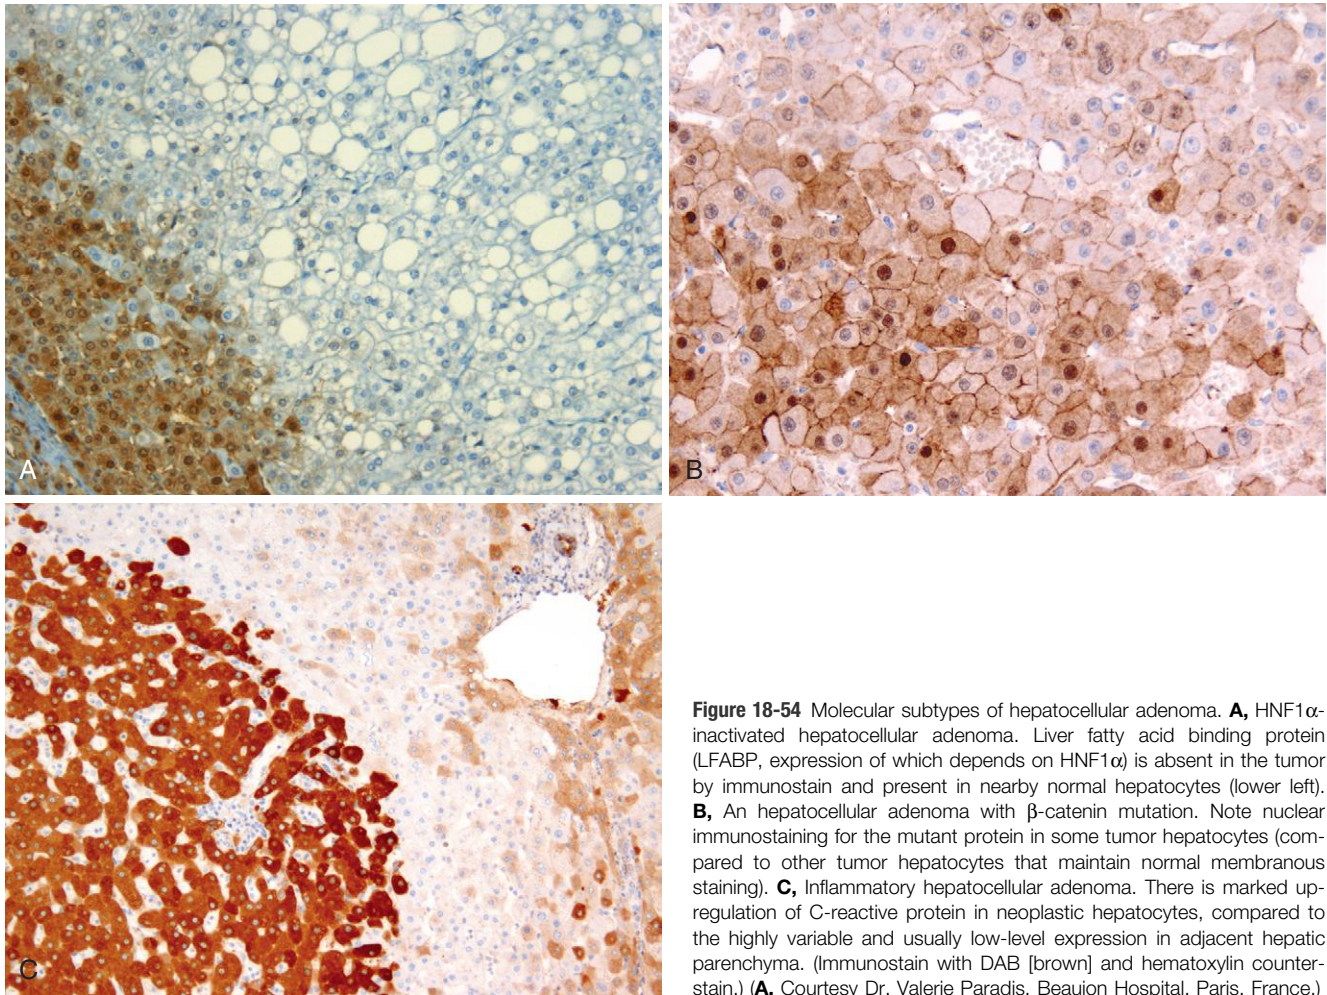 A
B
C
Figure 18-54 Molecular subtypes of hepatocellular adenoma. A, HNF1α-
inactivated hepatocellular adenoma. Liver fatty acid binding protein
(LFABP, expression of which depends on HNF1α) is absent in the tumor
by immunostain and present in nearby normal hepatocytes (lower left).
B, An hepatocellular adenoma with β-catenin mutation. Note nuclear
immunostaining for the mutant protein in some tumor hepatocytes (com-
pared to other tumor hepatocytes that maintain normal membranous
staining). C, Inflammatory hepatocellular adenoma. There is marked up-
regulation of C-reactive protein in neoplastic hepatocytes, compared to
the highly variable and usually low-level expression in adjacent hepatic
parenchyma. (Immunostain with DAB [brown] and hematoxylin counter-
stain.) (A, Courtesy Dr. Valerie Paradis, Beaujon Hospital, Paris, France.)